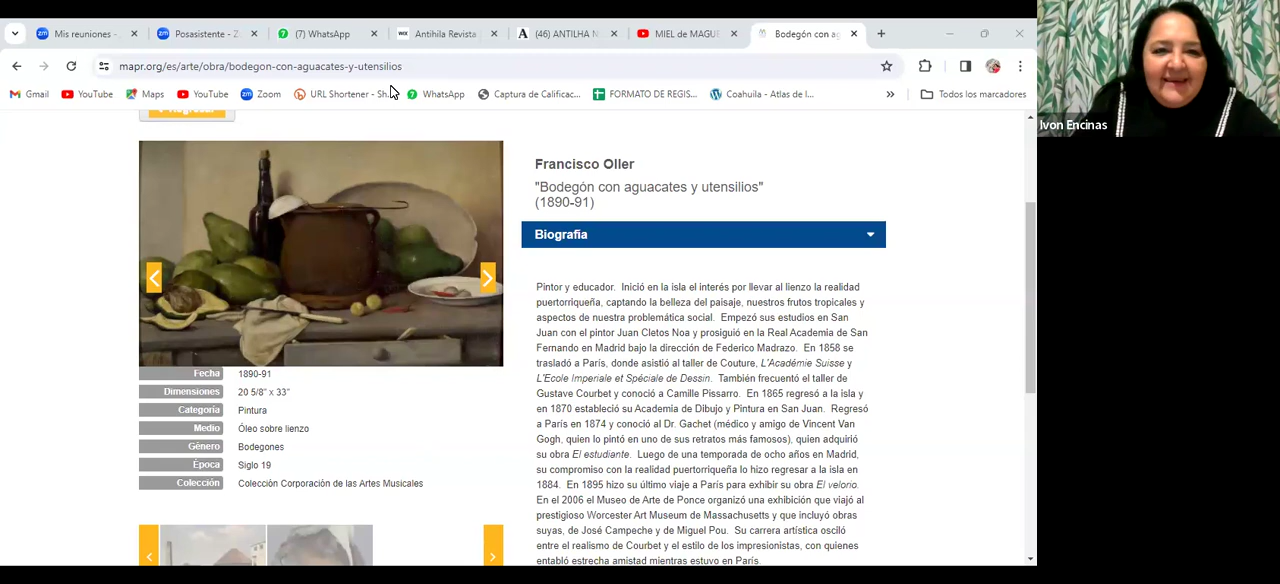 Mis reuniones -
Posasistente - Z
(7) WhatsApp
WIX
Antihila Revista
A
(46) ANTILHA N
MIEL de MAGUE
Bodegón con ag
mapr.org/es/arte/obra/bodegon-con-aguacates-y-utensilios
Gmail
YouTube
Maps
YouTube
Zoom
URL Shortener - Sh...
WhatsApp
Captura de Calificac...
FORMATO DE REGIS...
Coahuila - Atlas de l...
Todos los marcadores
Ivon Encinas
Francisco Oller
"Bodegón con aguacates y utensilios"
(1890-91)
Biografía
Pintor y educador. Inició en la isla el interés por llevar al lienzo la realidad
puertorriqueña, captando la belleza del paisaje, nuestros frutos tropicales y
aspectos de nuestra problemática social. Empezó sus estudios en San
Juan con el pintor Juan Cletos Noa y prosiguió en la Real Academia de San
Fernando en Madrid bajo la dirección de Federico Madrazo. En 1858 se
trasladó a París, donde asistió al taller de Couture, L'Académie Suisse y
L'Ecole Imperiale et Spéciale de Dessin. También frecuentó el taller de
Gustave Courbet y conoció a Camille Pissarro. En 1865 regresó a la isla y
en 1870 estableció su Academia de Dibujo y Pintura en San Juan. Regresó
a París en 1874 y conoció al Dr. Gachet (médico y amigo de Vincent Van
Gogh, quien lo pintó en uno de sus retratos más famosos), quien adquirió
su obra El estudiante. Luego de una temporada de ocho años en Madrid,
su compromiso con la realidad puertorriqueña lo hizo regresar a la isla en
1884. En 1895 hizo su último viaje a París para exhibir su obra El velorio.
En el 2006 el Museo de Arte de Ponce organizó una exhibición que viajó al
prestigioso Worcester Art Museum de Massachusetts y que incluyó obras
suyas, de José Campeche y de Miguel Pou. Su carrera artística osciló
entre el realismo de Courbet y el estilo de los impresionistas, con quienes
entabló estrecha amistad mientras estuvo en París.
Fecha 1890-91
Dimensiones 20 5/8" x 33"
Categoría Pintura
Medio Óleo sobre lienzo
Género Bodegones
Época Siglo 19
Colección Colección Corporación de las Artes Musicales